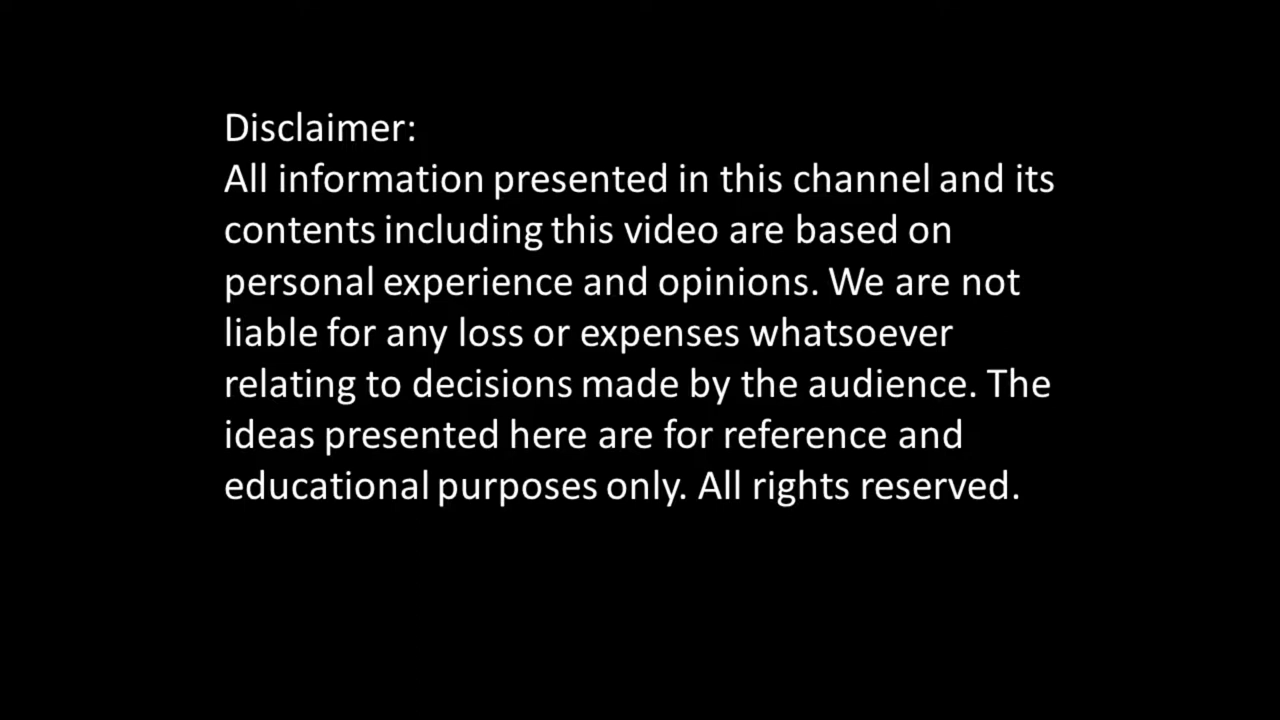 Disclaimer:
All information presented in this channel and its
contents including this video are based on
personal experience and opinions. We are not
liable for any loss or expenses whatsoever
relating to decisions made by the audience. The
ideas presented here are for reference and
educational purposes only. All rights reserved.